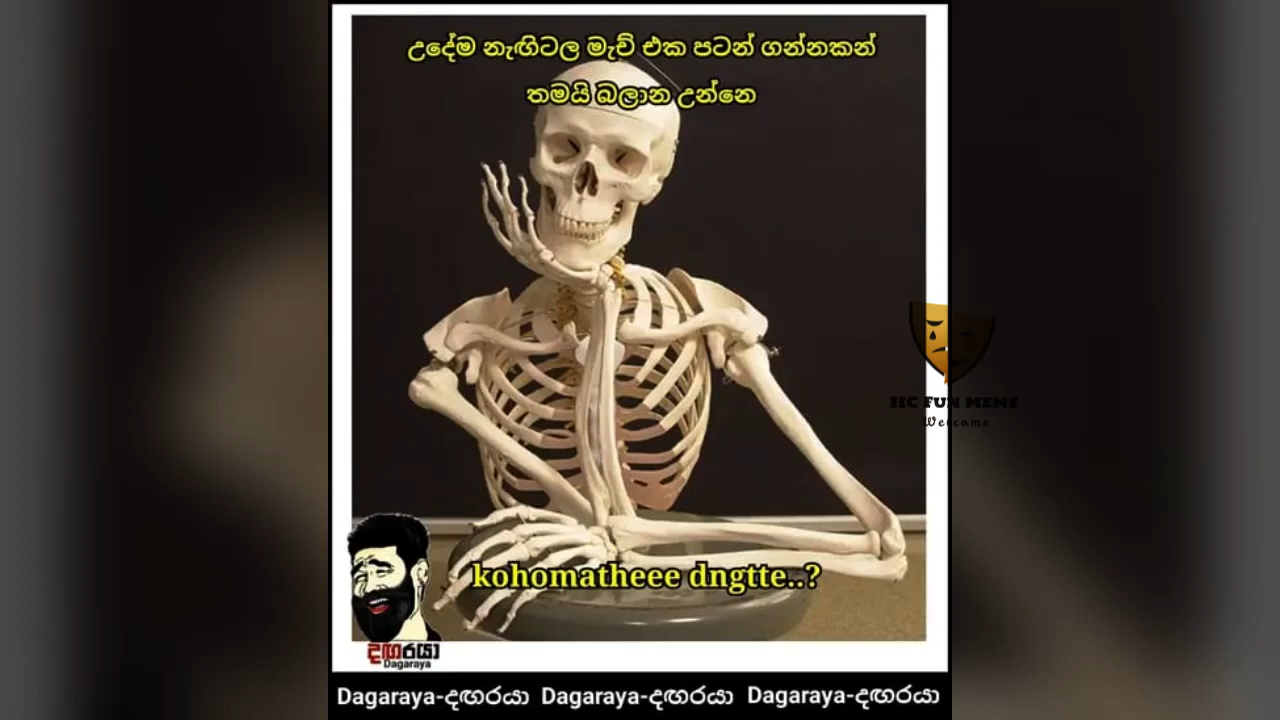 උදේම නැඟිටල මැච් එක පටන් ගන්නකන්
තමයි බලාන උන්නෙ
HC FUN MEME
Welcome
kohomatheee dngtte..?
දඟරයා
Dagaraya
Dagaraya-දඟරයා Dagaraya-දඟරයා Dagaraya-දඟරයා